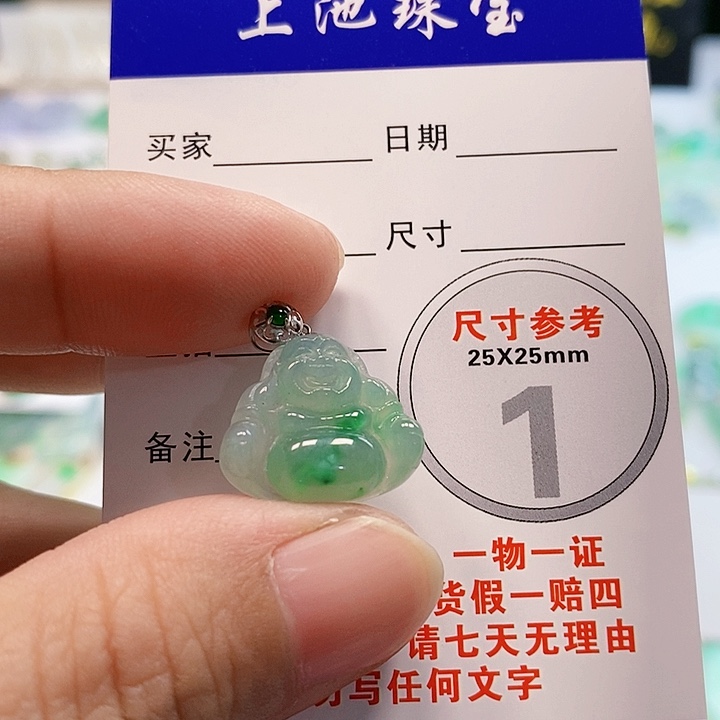 上池珠宝
买家 日期
尺寸
尺寸参考
25X25mm
1
备注
一物一证
货假一赔四
请七天无理由
写任何文字